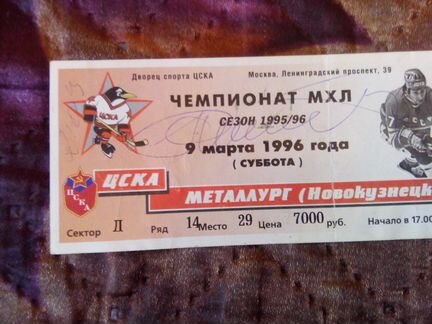 Дворец спорта ЦСКА Москва, Ленинградский проспект, 39
ЧЕМПИОНАТ МХЛ
СЕЗОН 1995/96
9 марта 1996 года
(СУББОТА)
ЦСКА
ЦСКА
ЦСКА
МЕТАЛЛУРГ (Новокузнецк
Сектор II Ряд 14 Место 29 Цена 7000 руб. Начало в 17.00